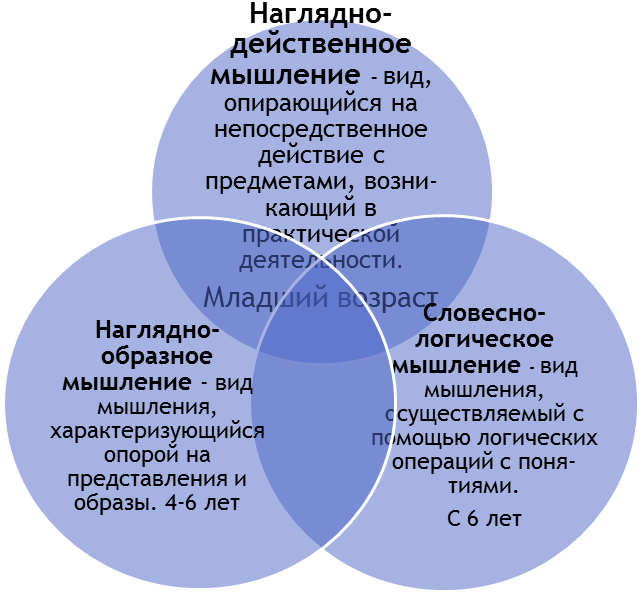 Наглядно-
действенное
мышление - вид,
опирающийся на
непосредственное
действие с
предметами, возни-
кающий в
практической
деятельности.
Младший возраст
Наглядно-
образное
мышление - вид
мышления,
характеризующийся
опорой на
представления и
образы. 4-6 лет
Словесно-
логическое
мышление - вид
мышления,
осуществляемый с
помощью логических
операций с поня-
тиями.
С 6 лет